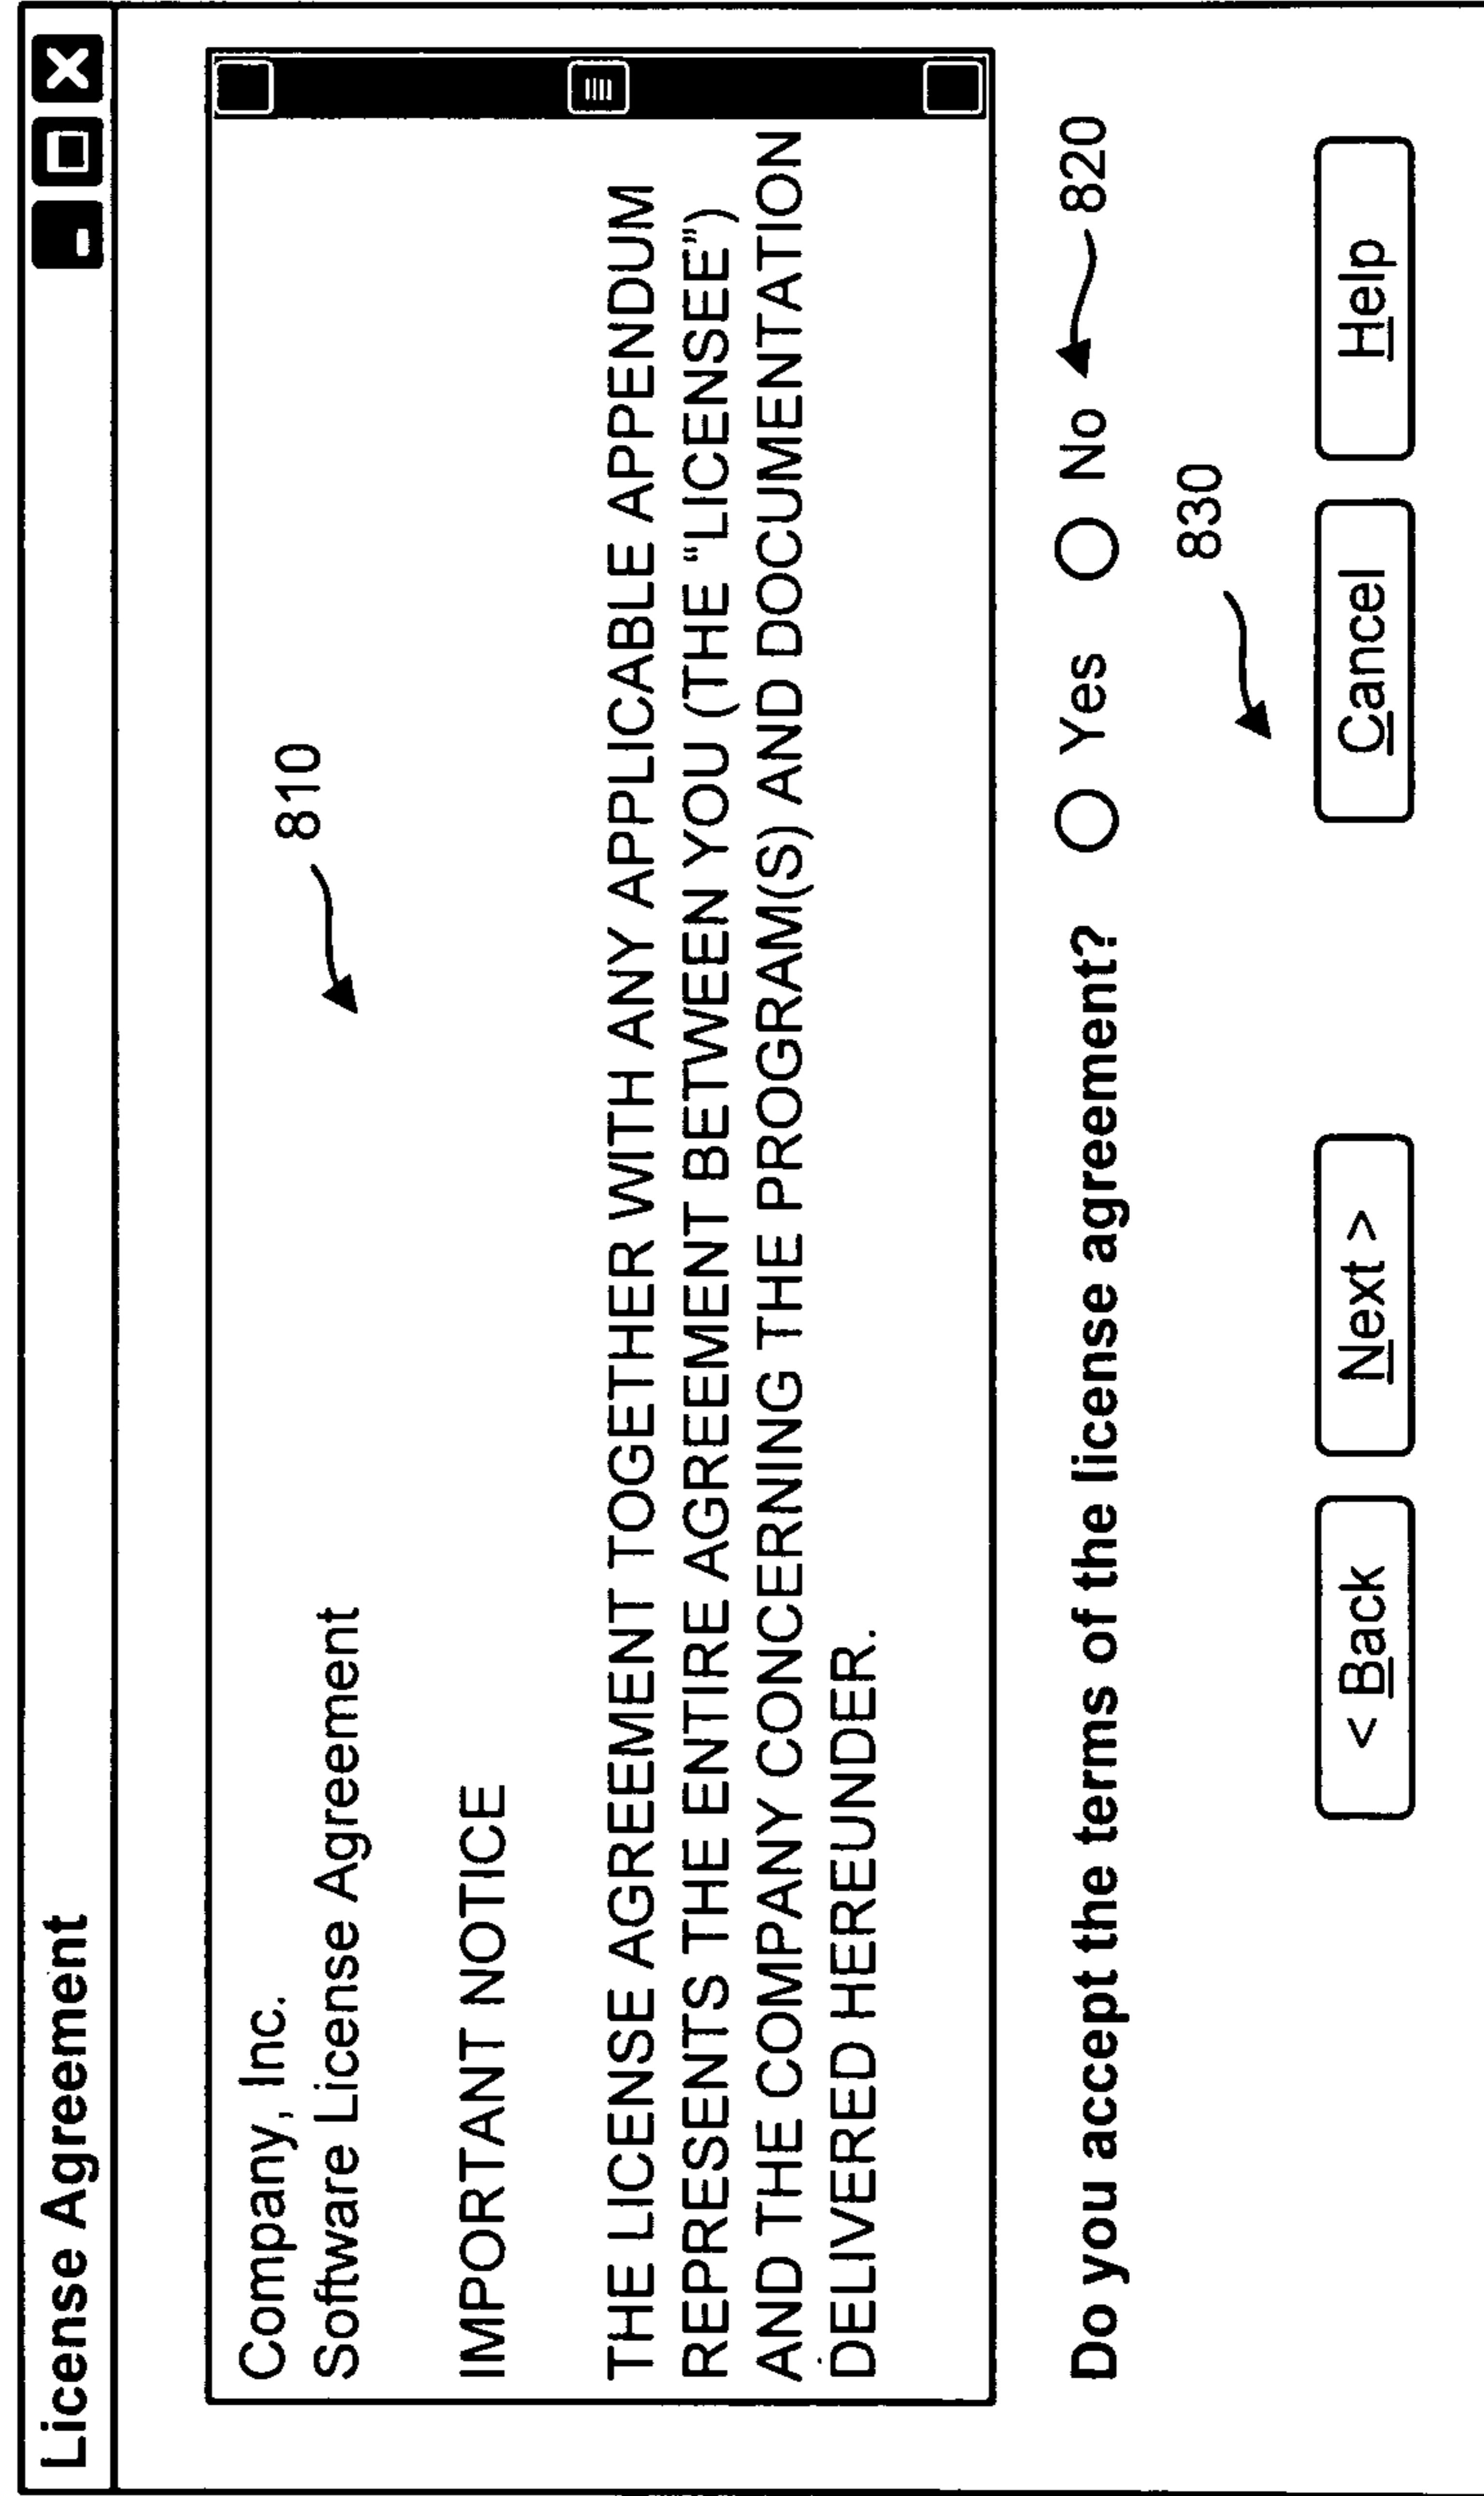 License Agreement
Company, Inc.
810
Software License Agreement
IMPORTANT NOTICE
THE LICENSE AGREEMENT TOGETHER WITH ANY APPLICABLE APPENDUM
REPRESENTS THE ENTIRE AGREEMENT BETWEEN YOU (THE “LICENSEE”)
AND THE COMPANY CONCERNING THE PROGRAM(S) AND DOCUMENTATION
DELIVERED HEREUNDER.
Do you accept the terms of the license agreement? Yes No 820
830
< Back Next > Cancel Help